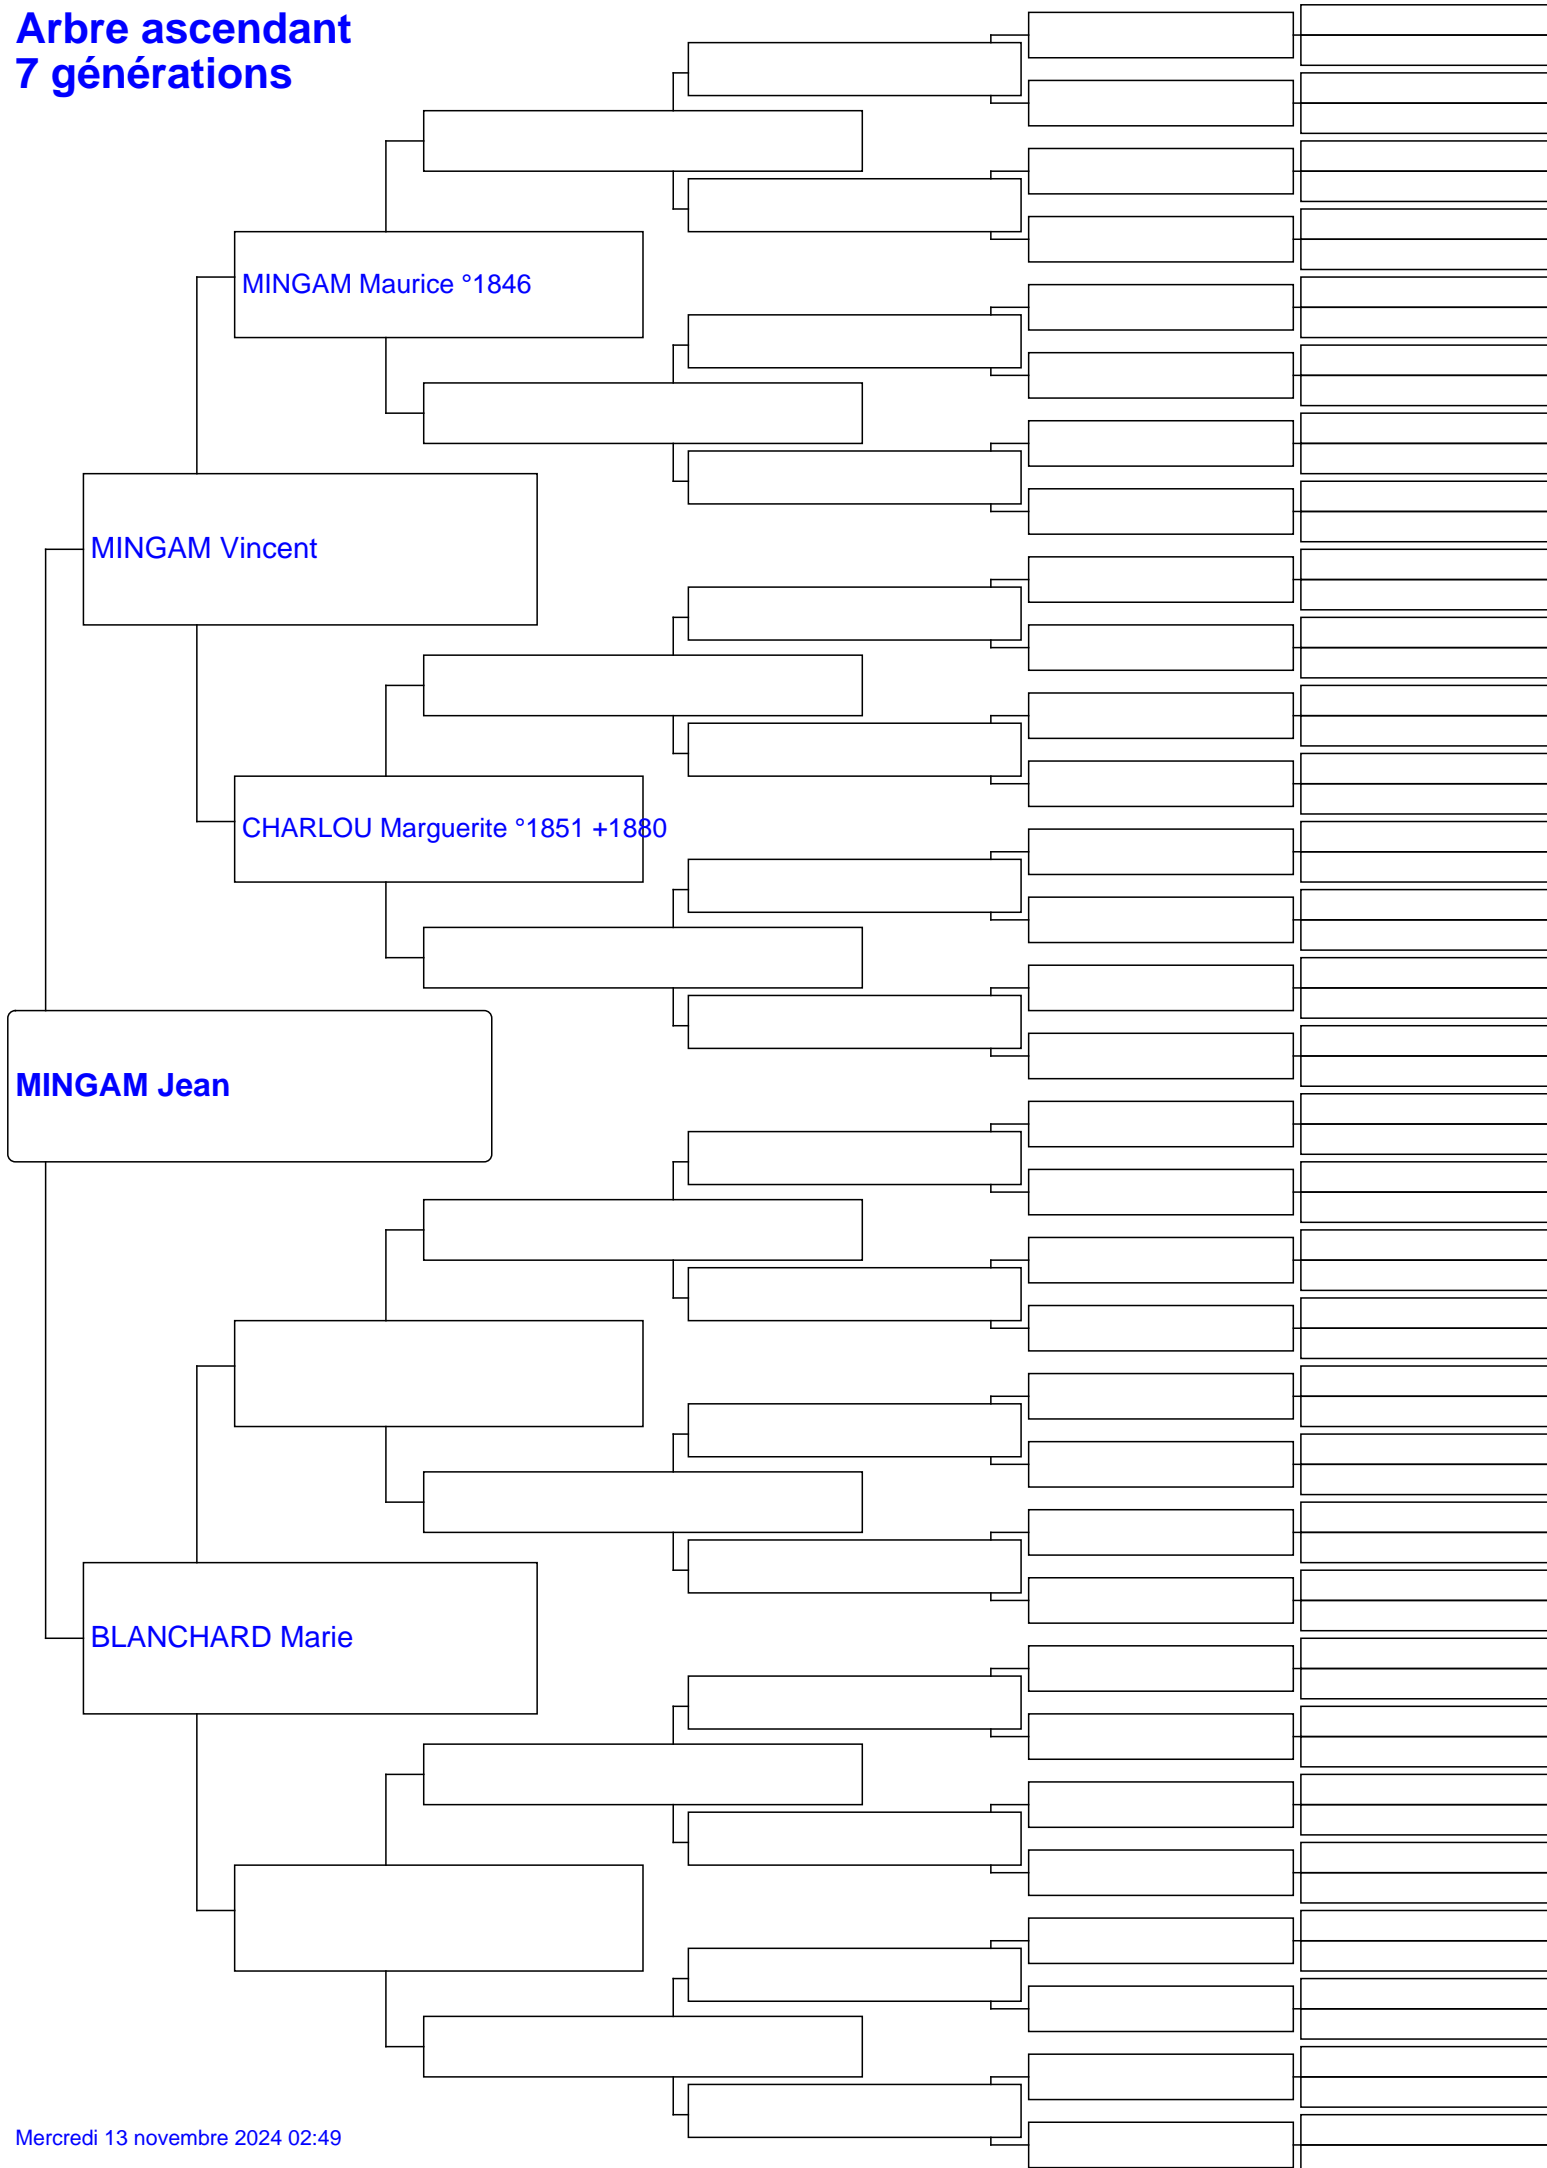 Arbre ascendant
7 générations
MINGAM Maurice °1846
MINGAM Vincent
CHARLOU Marguerite °1851 +1880
MINGAM Jean
BLANCHARD Marie
Mercredi 13 novembre 2024 02:49